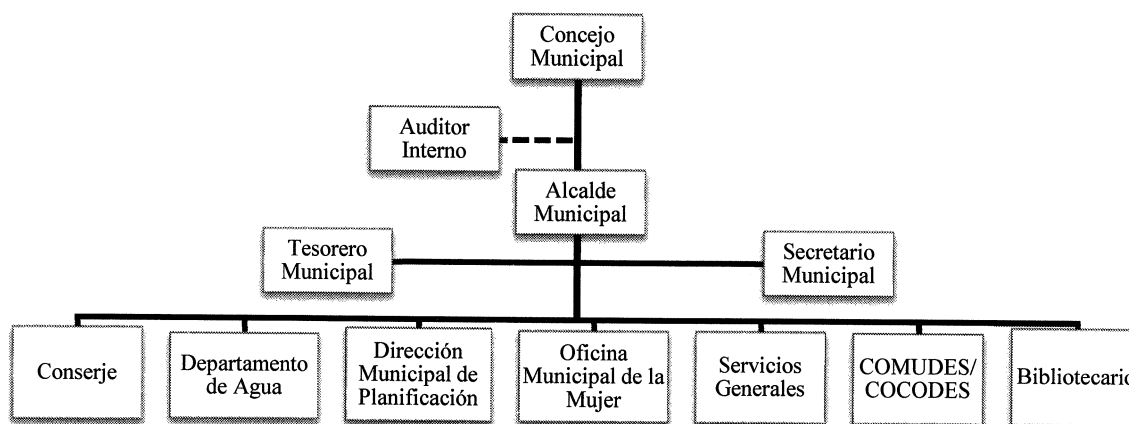 Concejo
Municipal
Auditor
Interno
Alcalde
Municipal
Tesorero
Municipal
Secretario
Municipal
Conserje
Departamento
de Agua
Dirección
Municipal de
Planificación
Oficina
Municipal de la
Mujer
Servicios
Generales
COMUDES/
COCODES
Bibliotecario